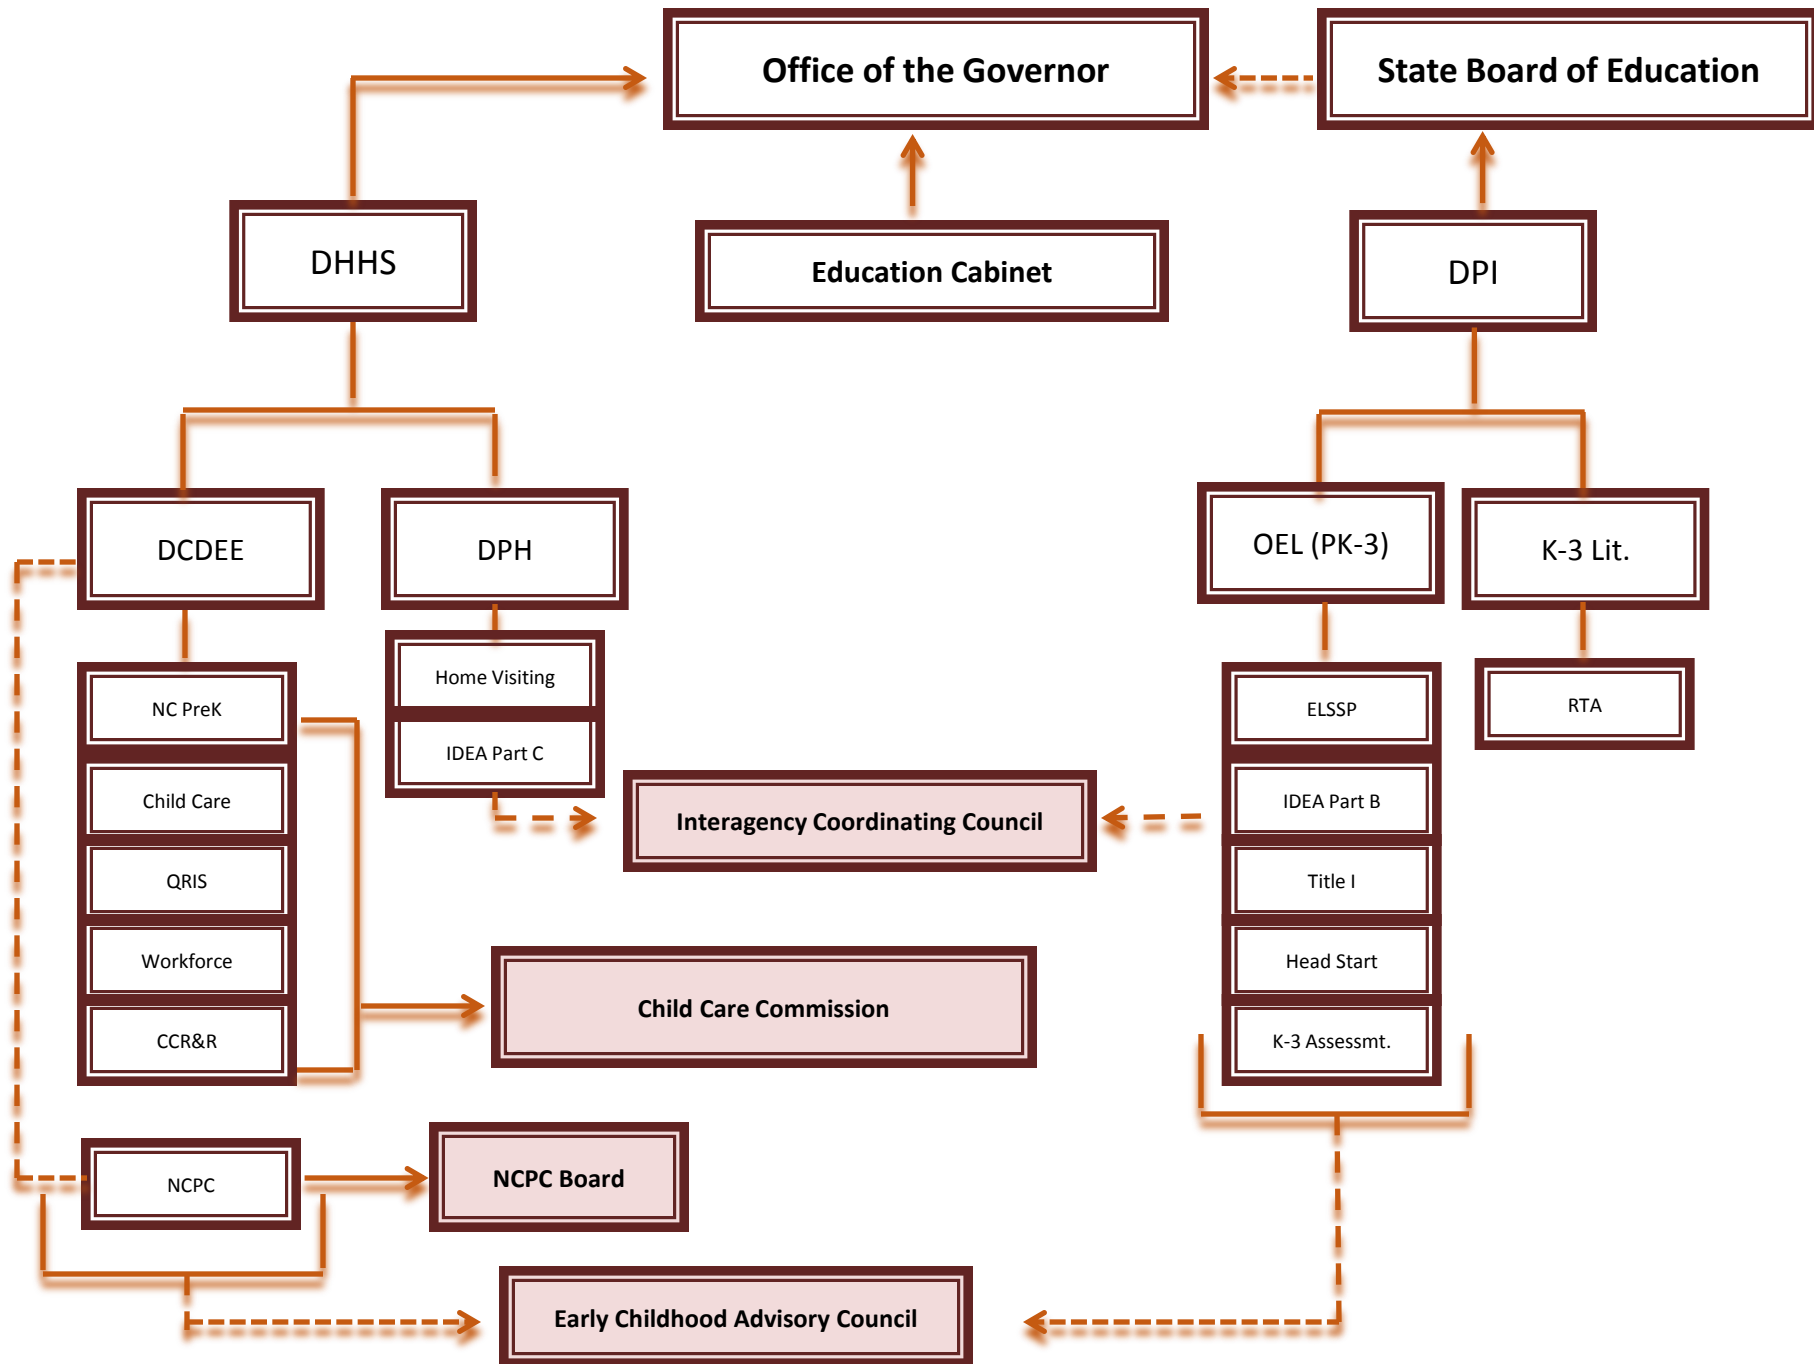 Office of the Governor
State Board of Education
DHHS
Education Cabinet
DPI
DCDEE
DPH
OEL (PK-3)
K-3 Lit.
Home Visiting
IDEA Part C
NC PreK
Child Care
QRIS
Workforce
CCR&R
ELSSP
IDEA Part B
Title I
Head Start
K-3 Assessmt.
RTA
Interagency Coordinating Council
Child Care Commission
NCPC
NCPC Board
Early Childhood Advisory Council